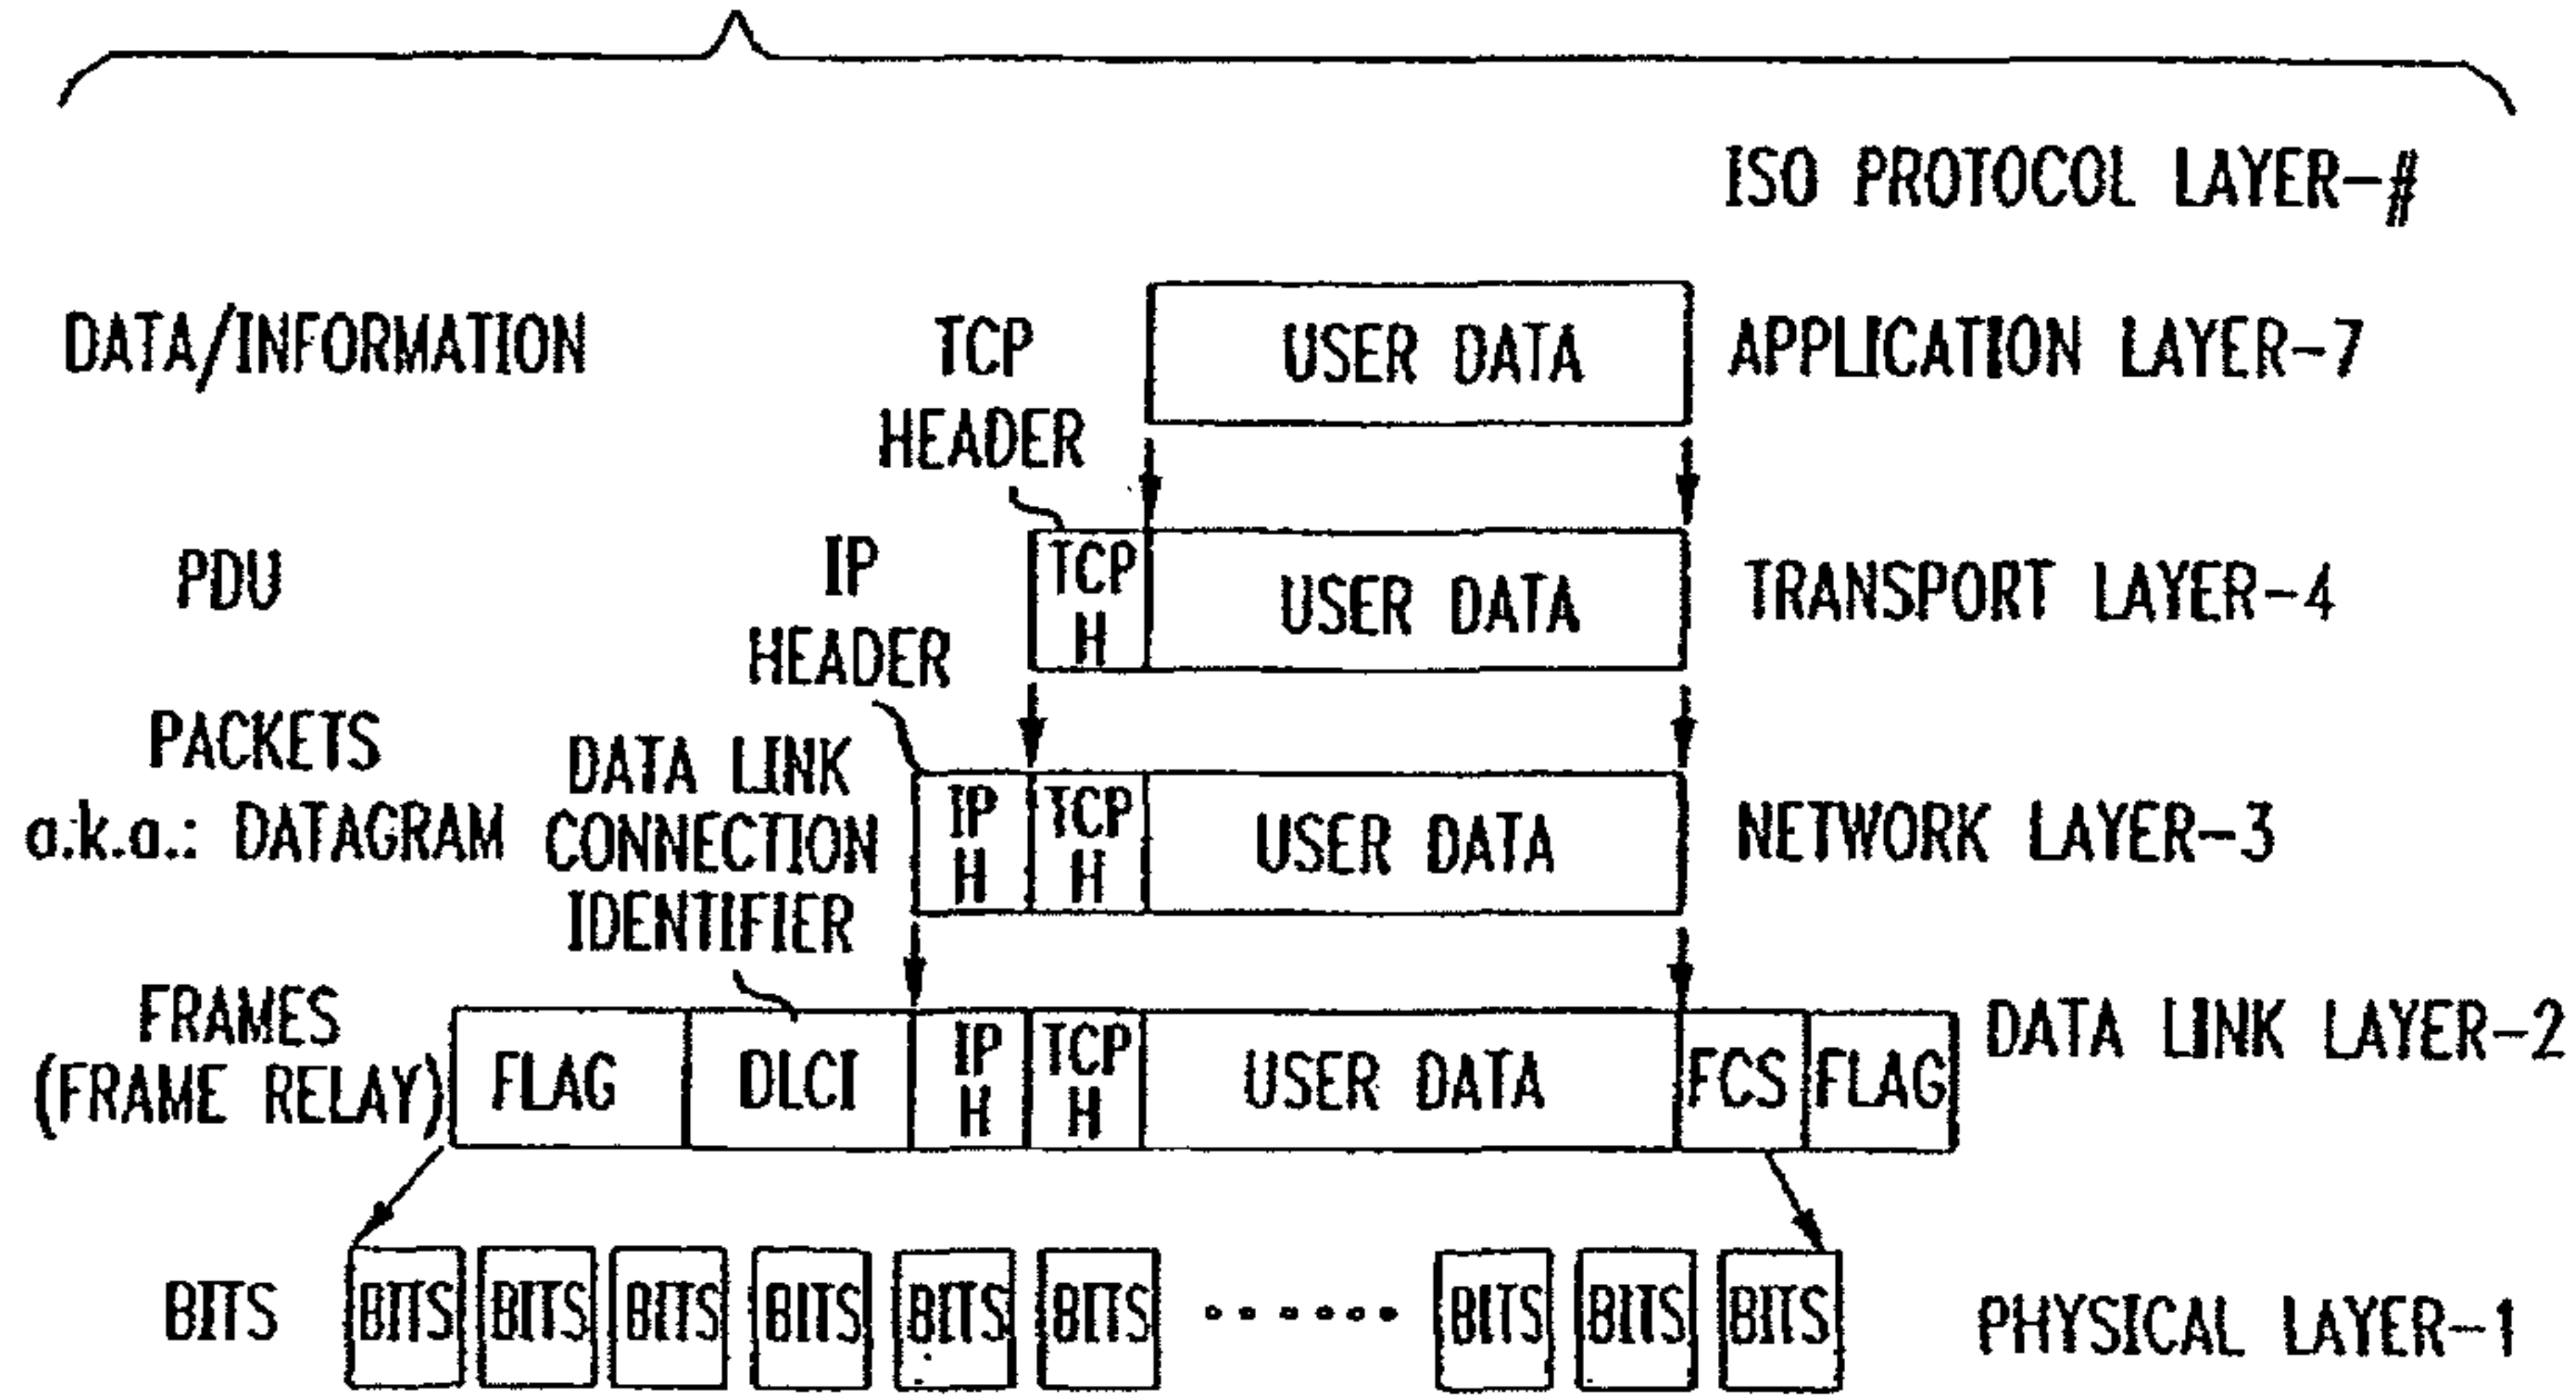 ISO PROTOCOL LAYER-#
DATA/INFORMATION
TCP
HEADER
USER DATA
APPLICATION LAYER-7
PDU
IP
HEADER
TCP
H
USER DATA
TRANSPORT LAYER-4
PACKETS
a.k.a.: DATAGRAM
DATA LINK
CONNECTION
IDENTIFIER
IP
H
TCP
H
USER DATA
NETWORK LAYER-3
FRAMES
(FRAME RELAY)
FLAG
DLCI
IP
H
TCP
H
USER DATA
FCS
FLAG
DATA LINK LAYER-2
BITS
BITS
BITS
BITS
BITS
BITS
BITS
BITS
BITS
BITS
PHYSICAL LAYER-1